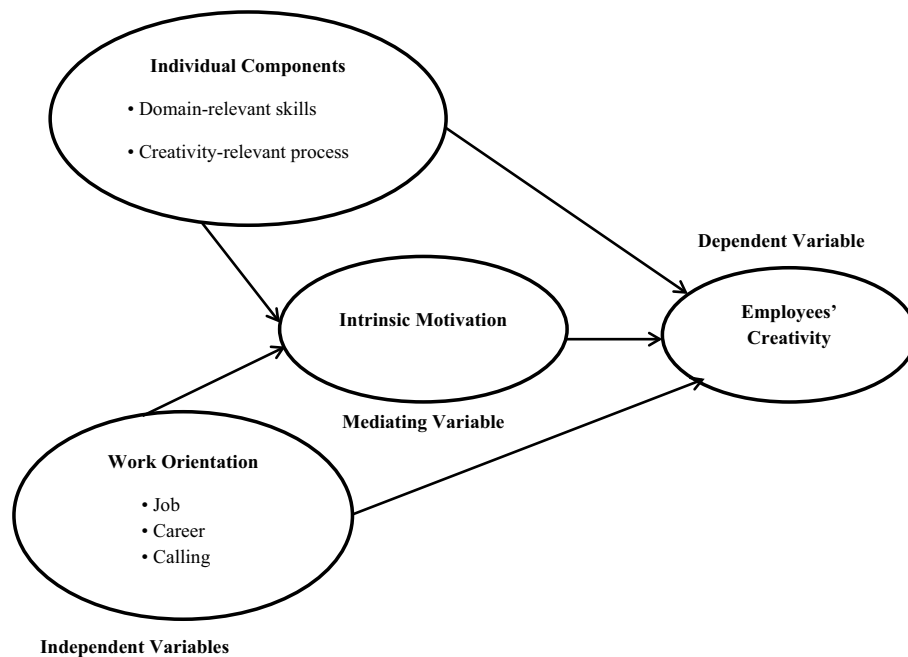 Individual Components
• Domain-relevant skills
• Creativity-relevant process
Dependent Variable
Intrinsic Motivation
Employees’
Creativity
Mediating Variable
Work Orientation
• Job
• Career
• Calling
Independent Variables